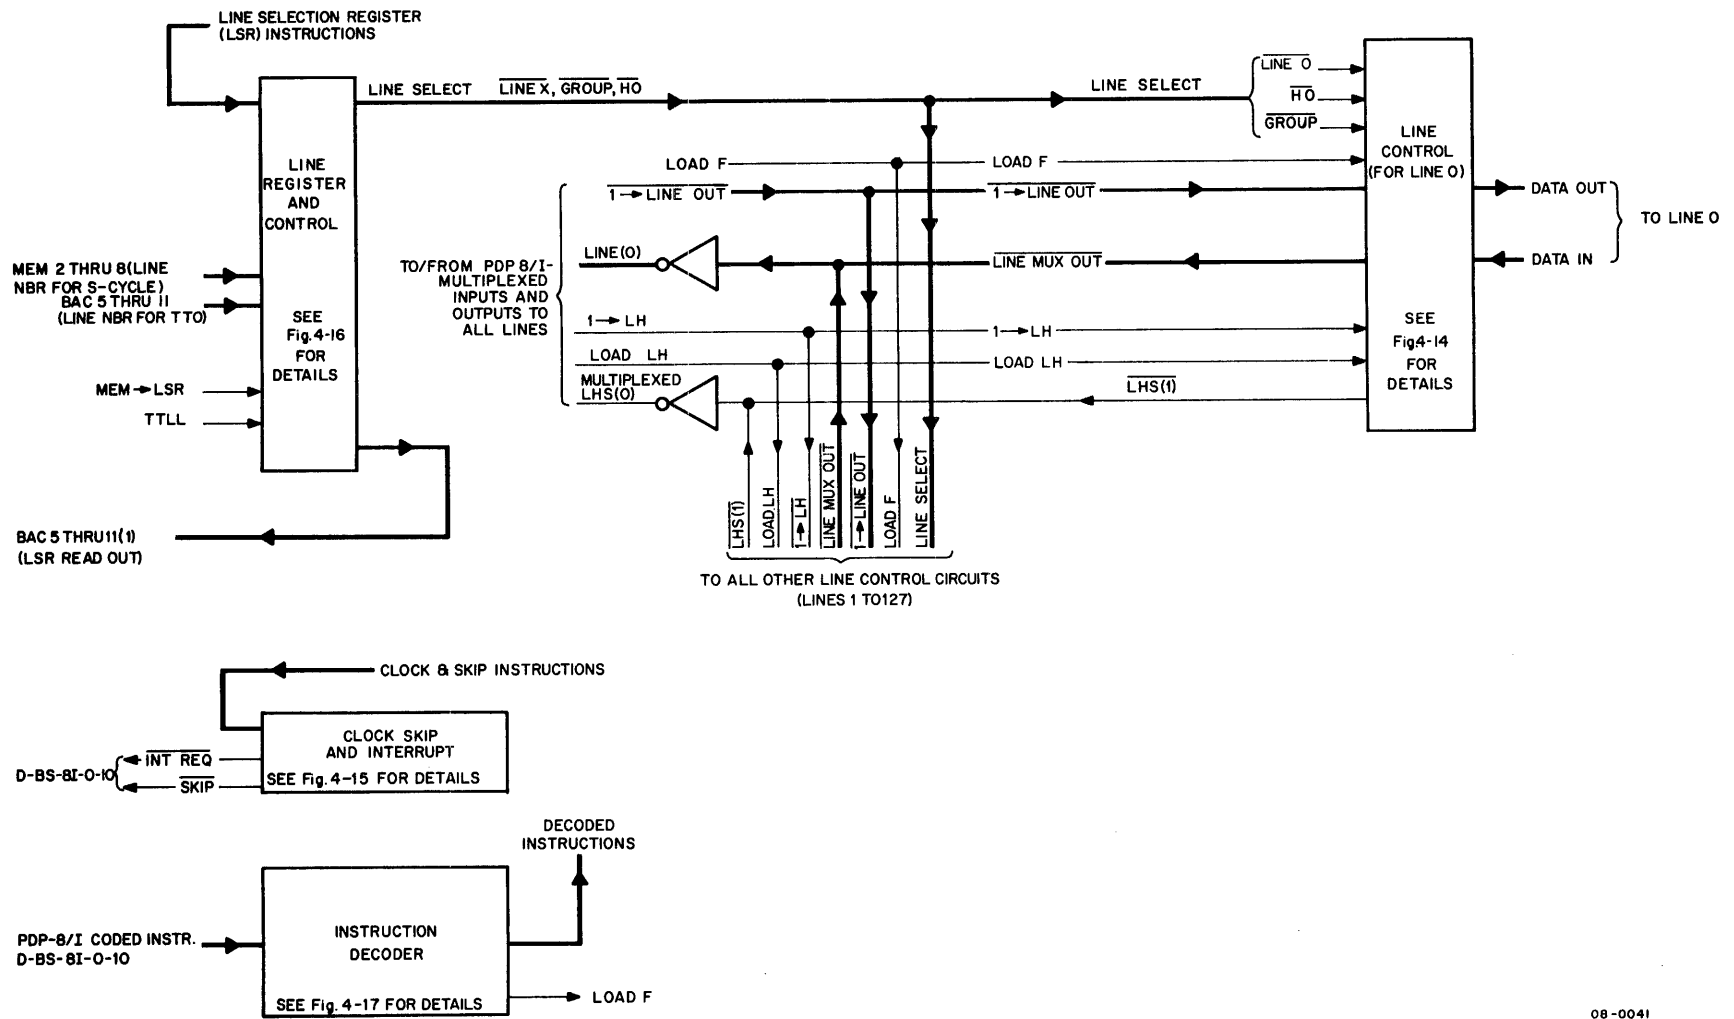 LINE SELECTION REGISTER
(LSR) INSTRUCTIONS
LINE SELECT LINE X, GROUP, HO
LINE SELECT
LINE 0
HO
GROUP
LINE
REGISTER
AND
CONTROL
SEE
Fig.4-16
FOR
DETAILS
MEM 2 THRU 8(LINE
NBR FOR S-CYCLE)
BAC 5 THRU 11
(LINE NBR FOR TTO)
MEM→LSR
TTLL
BAC 5 THRU11(1)
(LSR READ OUT)
LOAD F
LOAD F
1→LINE OUT
1→LINE OUT
LINE(0)
LINE MUX OUT
TO/FROM PDP 8/I-
MULTIPLEXED
INPUTS AND
OUTPUTS TO
ALL LINES
1→LH
1→LH
LOAD LH
LOAD LH
MULTIPLEXED
LHS(0)
LHS(1)
LINE
CONTROL
(FOR LINE 0)
SEE
Fig.4-14
FOR
DETAILS
DATA OUT
DATA IN
TO LINE 0
LHS(1)
LOAD LH
1→LH
LINE MUX OUT
1→LINE OUT
LOAD F
LINE SELECT
TO ALL OTHER LINE CONTROL CIRCUITS
(LINES 1 TO127)
CLOCK & SKIP INSTRUCTIONS
CLOCK SKIP
AND INTERRUPT
SEE Fig. 4-15 FOR DETAILS
INT REQ
SKIP
D-BS-8I-0-10
DECODED
INSTRUCTIONS
INSTRUCTION
DECODER
SEE Fig. 4-17 FOR DETAILS
PDP-8/I CODED INSTR.
D-BS-8I-0-10
LOAD F
08-0041